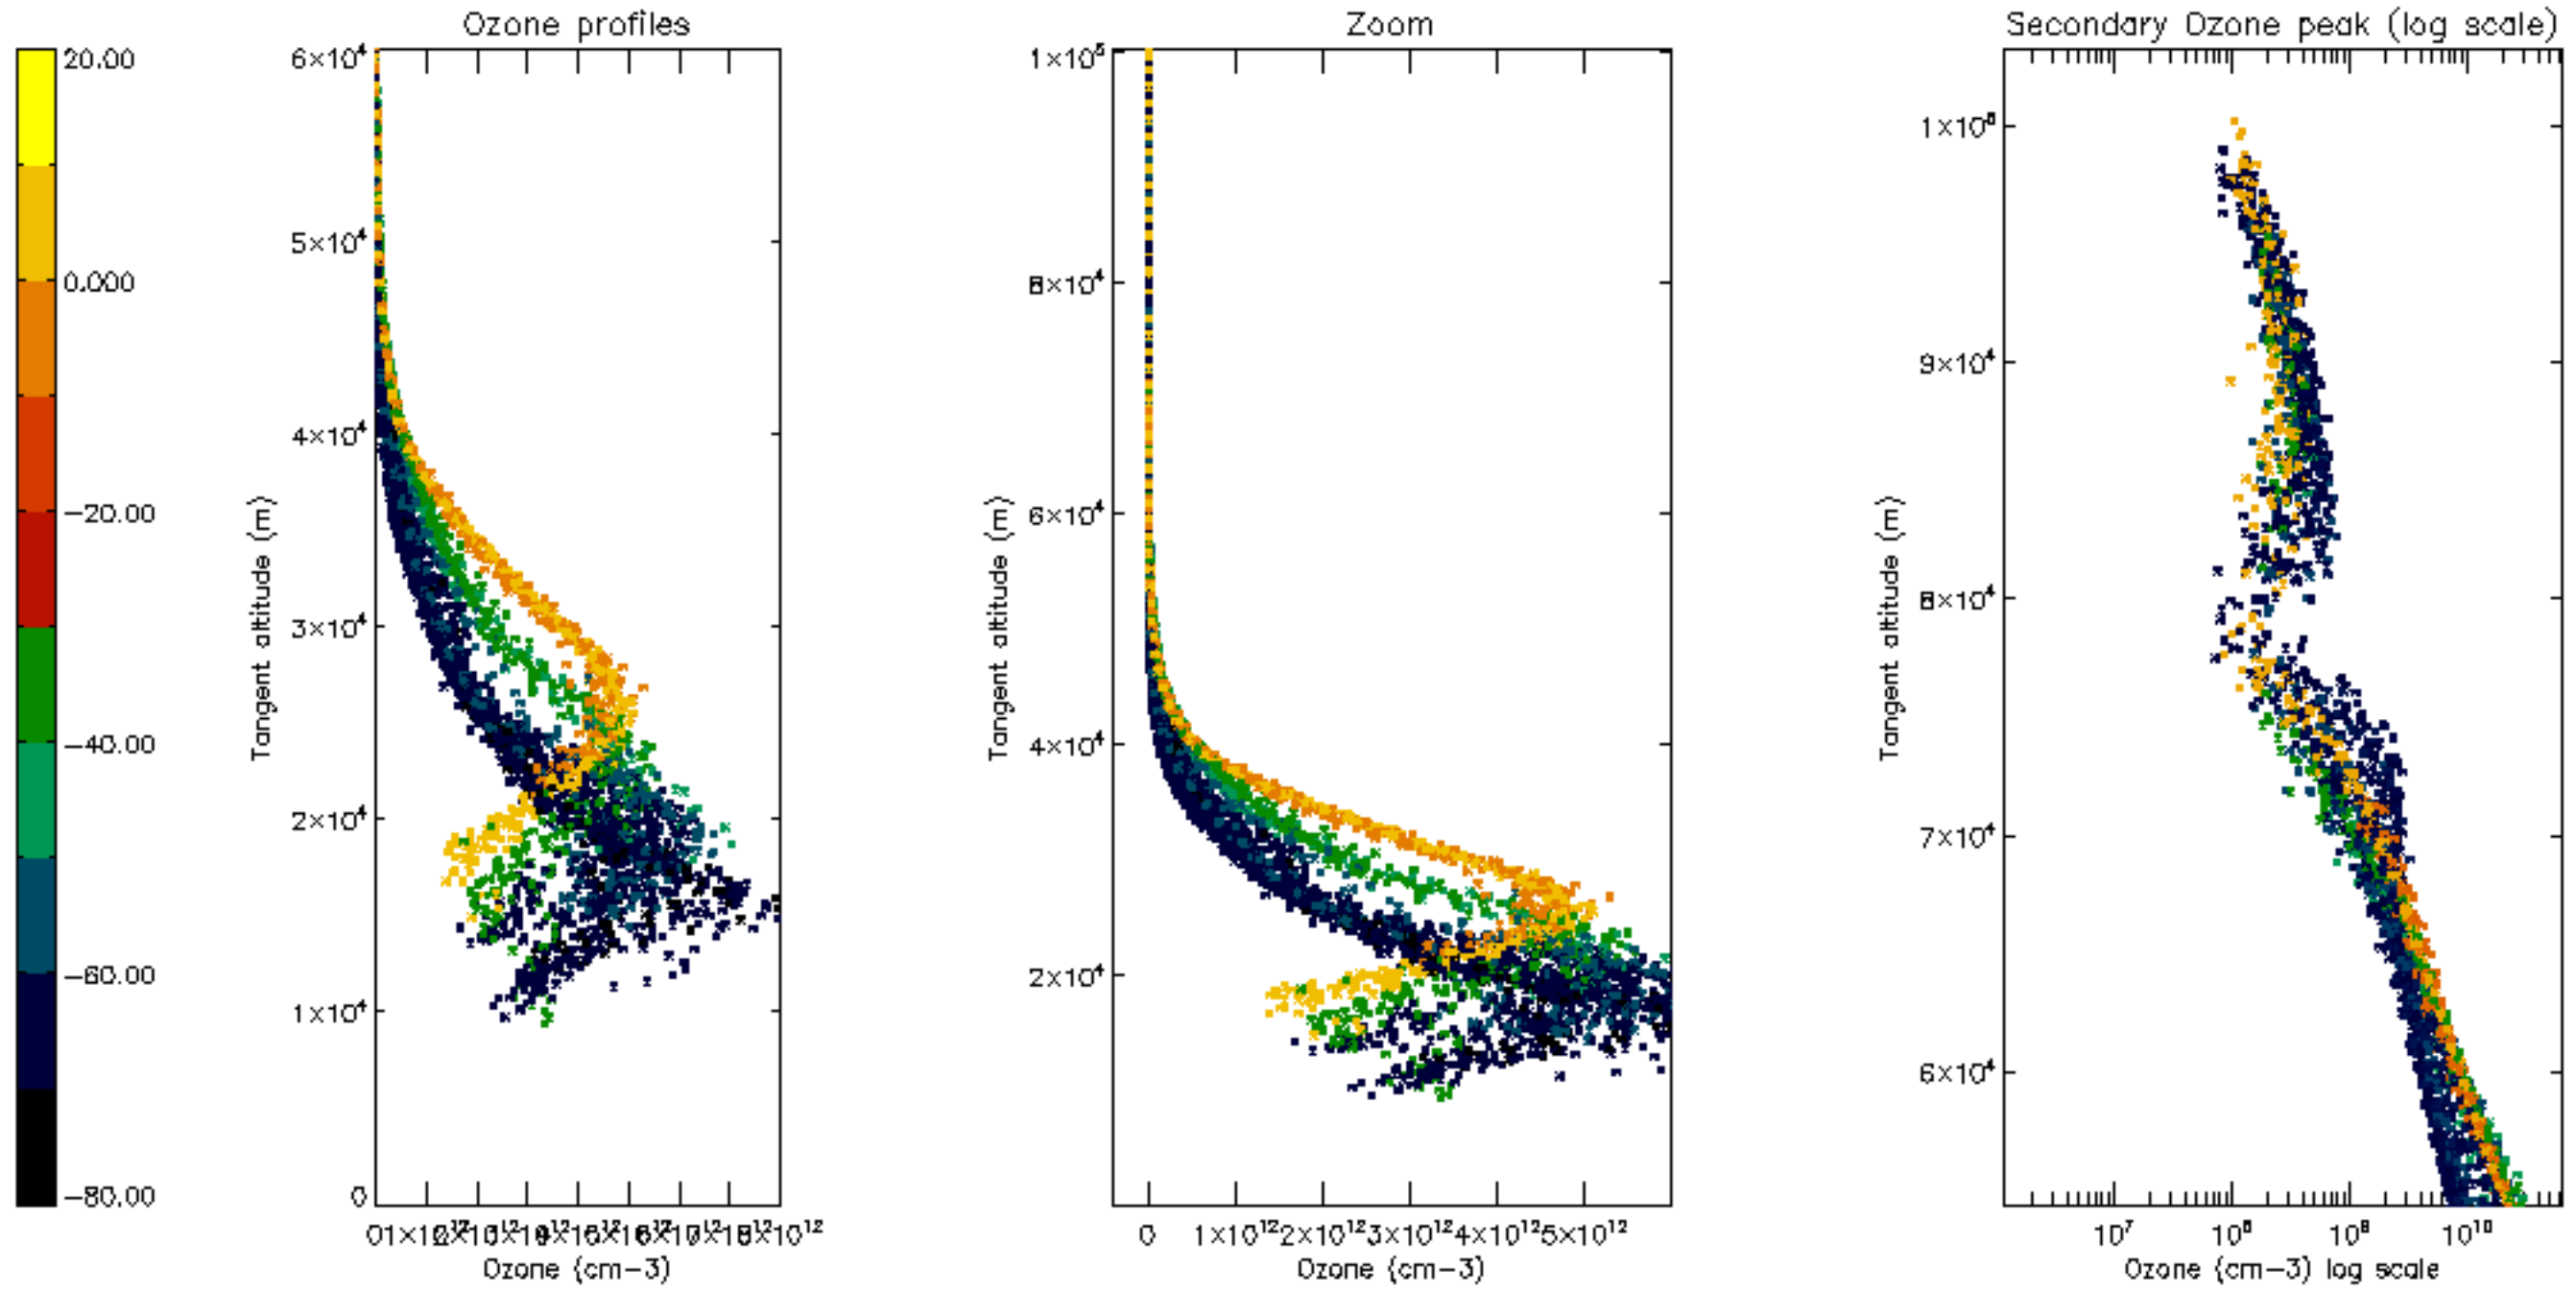 Ozone profiles
20.00
0.000
−20.00
−40.00
−60.00
−80.00
6×10⁴
5×10⁴
4×10⁴
3×10⁴
2×10⁴
1×10⁴
0
Tangent altitude (m)
0
Ozone (cm−3)
Zoom
1×10⁵
8×10⁴
6×10⁴
4×10⁴
2×10⁴
Tangent altitude (m)
0 1×10¹² 2×10¹² 3×10¹² 4×10¹² 5×10¹²
Ozone (cm−3)
Secondary Ozone peak (log scale)
1×10⁵
9×10⁴
8×10⁴
7×10⁴
6×10⁴
Tangent altitude (m)
10⁷ 10⁸ 10⁹ 10¹⁰
Ozone (cm−3) log scale